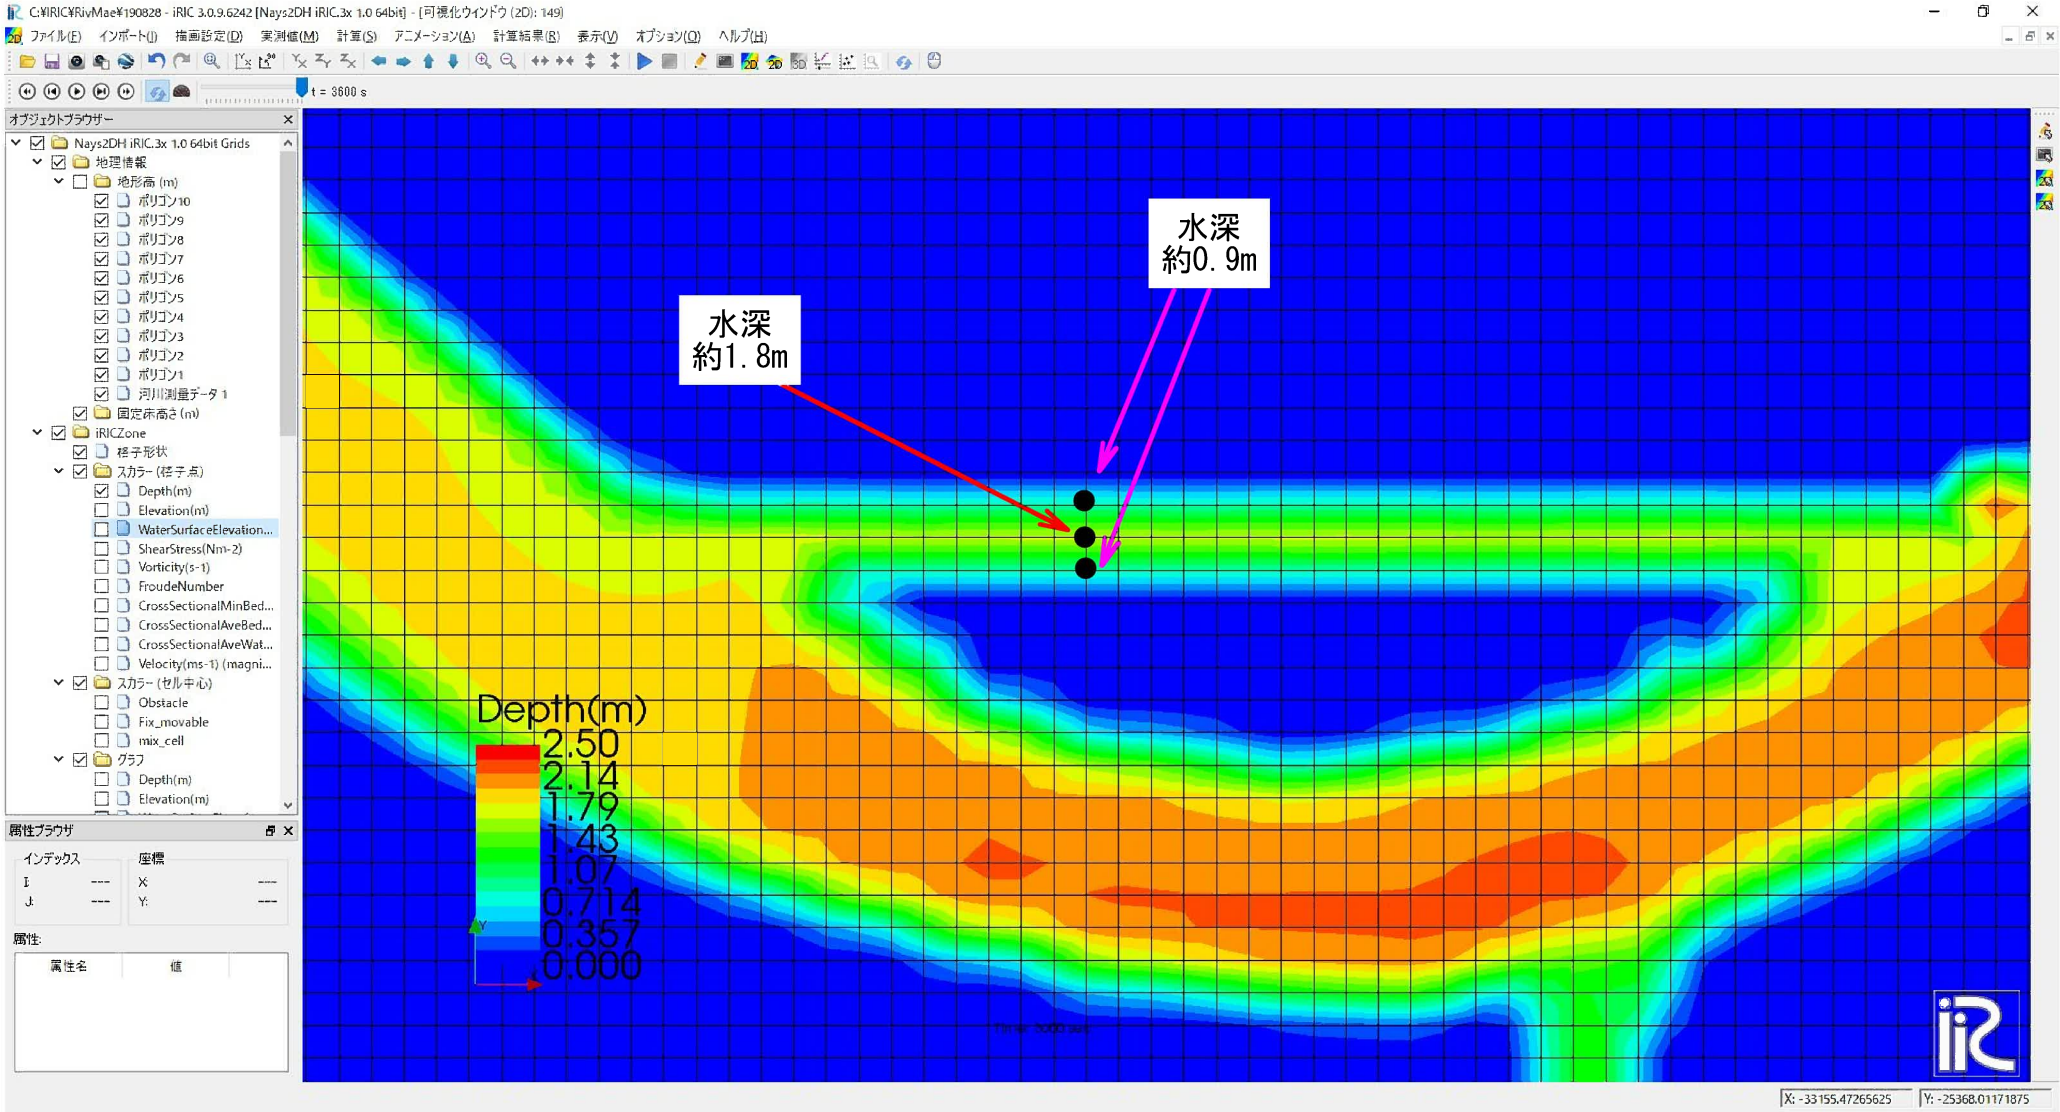 C:¥IRIC¥RivMae¥190828 - iRIC 3.0.9.6242 [Nays2DH iRIC.3x 1.0 64bit] - [可視化ウィンドウ (2D): 149]
ファイル(F) インポート(I) 描画設定(D) 実測値(M) 計算(S) アニメーション(A) 計算結果(R) 表示(V) オプション(O) ヘルプ(H)
t = 3600 s
オブジェクトブラウザー
Nays2DH iRIC.3x 1.0 64bit Grids
地理情報
地形高 (m)
ポリゴン10
ポリゴン9
ポリゴン8
ポリゴン7
ポリゴン6
ポリゴン5
ポリゴン4
ポリゴン3
ポリゴン2
ポリゴン1
河川測量データ 1
固定床高さ(m)
iRICZone
格子形状
スカラー (格子点)
Depth(m)
Elevation(m)
WaterSurfaceElevation...
ShearStress(Nm-2)
Vorticity(s-1)
FroudeNumber
CrossSectionalMinBed...
CrossSectionalAveBed...
CrossSectionalAveWat...
Velocity(ms-1) (magni...
スカラー (セル中心)
Obstacle
Fix_movable
mix_cell
グラフ
Depth(m)
Elevation(m)
属性ブラウザ
インデックス
I: ---
J: ---
座標
X: ---
Y: ---
属性:
属性名 値
水深
約0.9m
水深
約1.8m
Depth(m)
2.50
2.14
1.79
1.43
1.07
0.714
0.357
0.000
Y
iRiC
X: -33155.47265625 Y: -25368.01171875